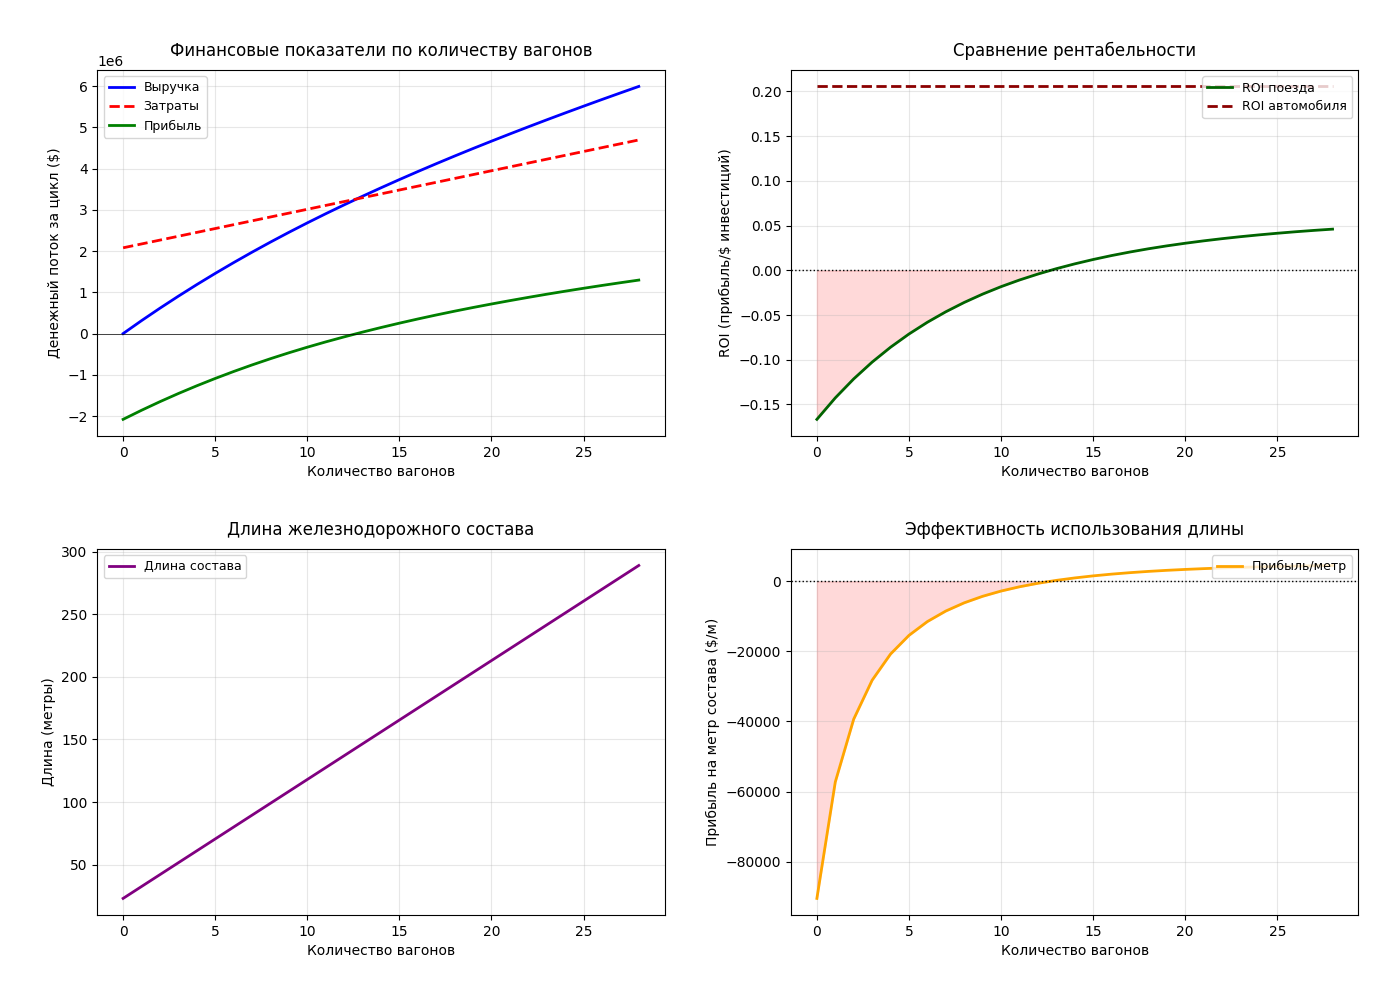 Финансовые показатели по количеству вагонов
1e6
Денежный поток за цикл ($)
6
5
4
3
2
1
0
−1
−2
Выручка
Затраты
Прибыль
0 5 10 15 20 25
Количество вагонов
Сравнение рентабельности
ROI (прибыль/$ инвестиций)
0.20
0.15
0.10
0.05
0.00
−0.05
−0.10
−0.15
ROI поезда
ROI автомобиля
0 5 10 15 20 25
Количество вагонов
Длина железнодорожного состава
Длина (метры)
300
250
200
150
100
50
Длина состава
0 5 10 15 20 25
Количество вагонов
Эффективность использования длины
Прибыль на метр состава ($/м)
0
−20000
−40000
−60000
−80000
Прибыль/метр
0 5 10 15 20 25
Количество вагонов